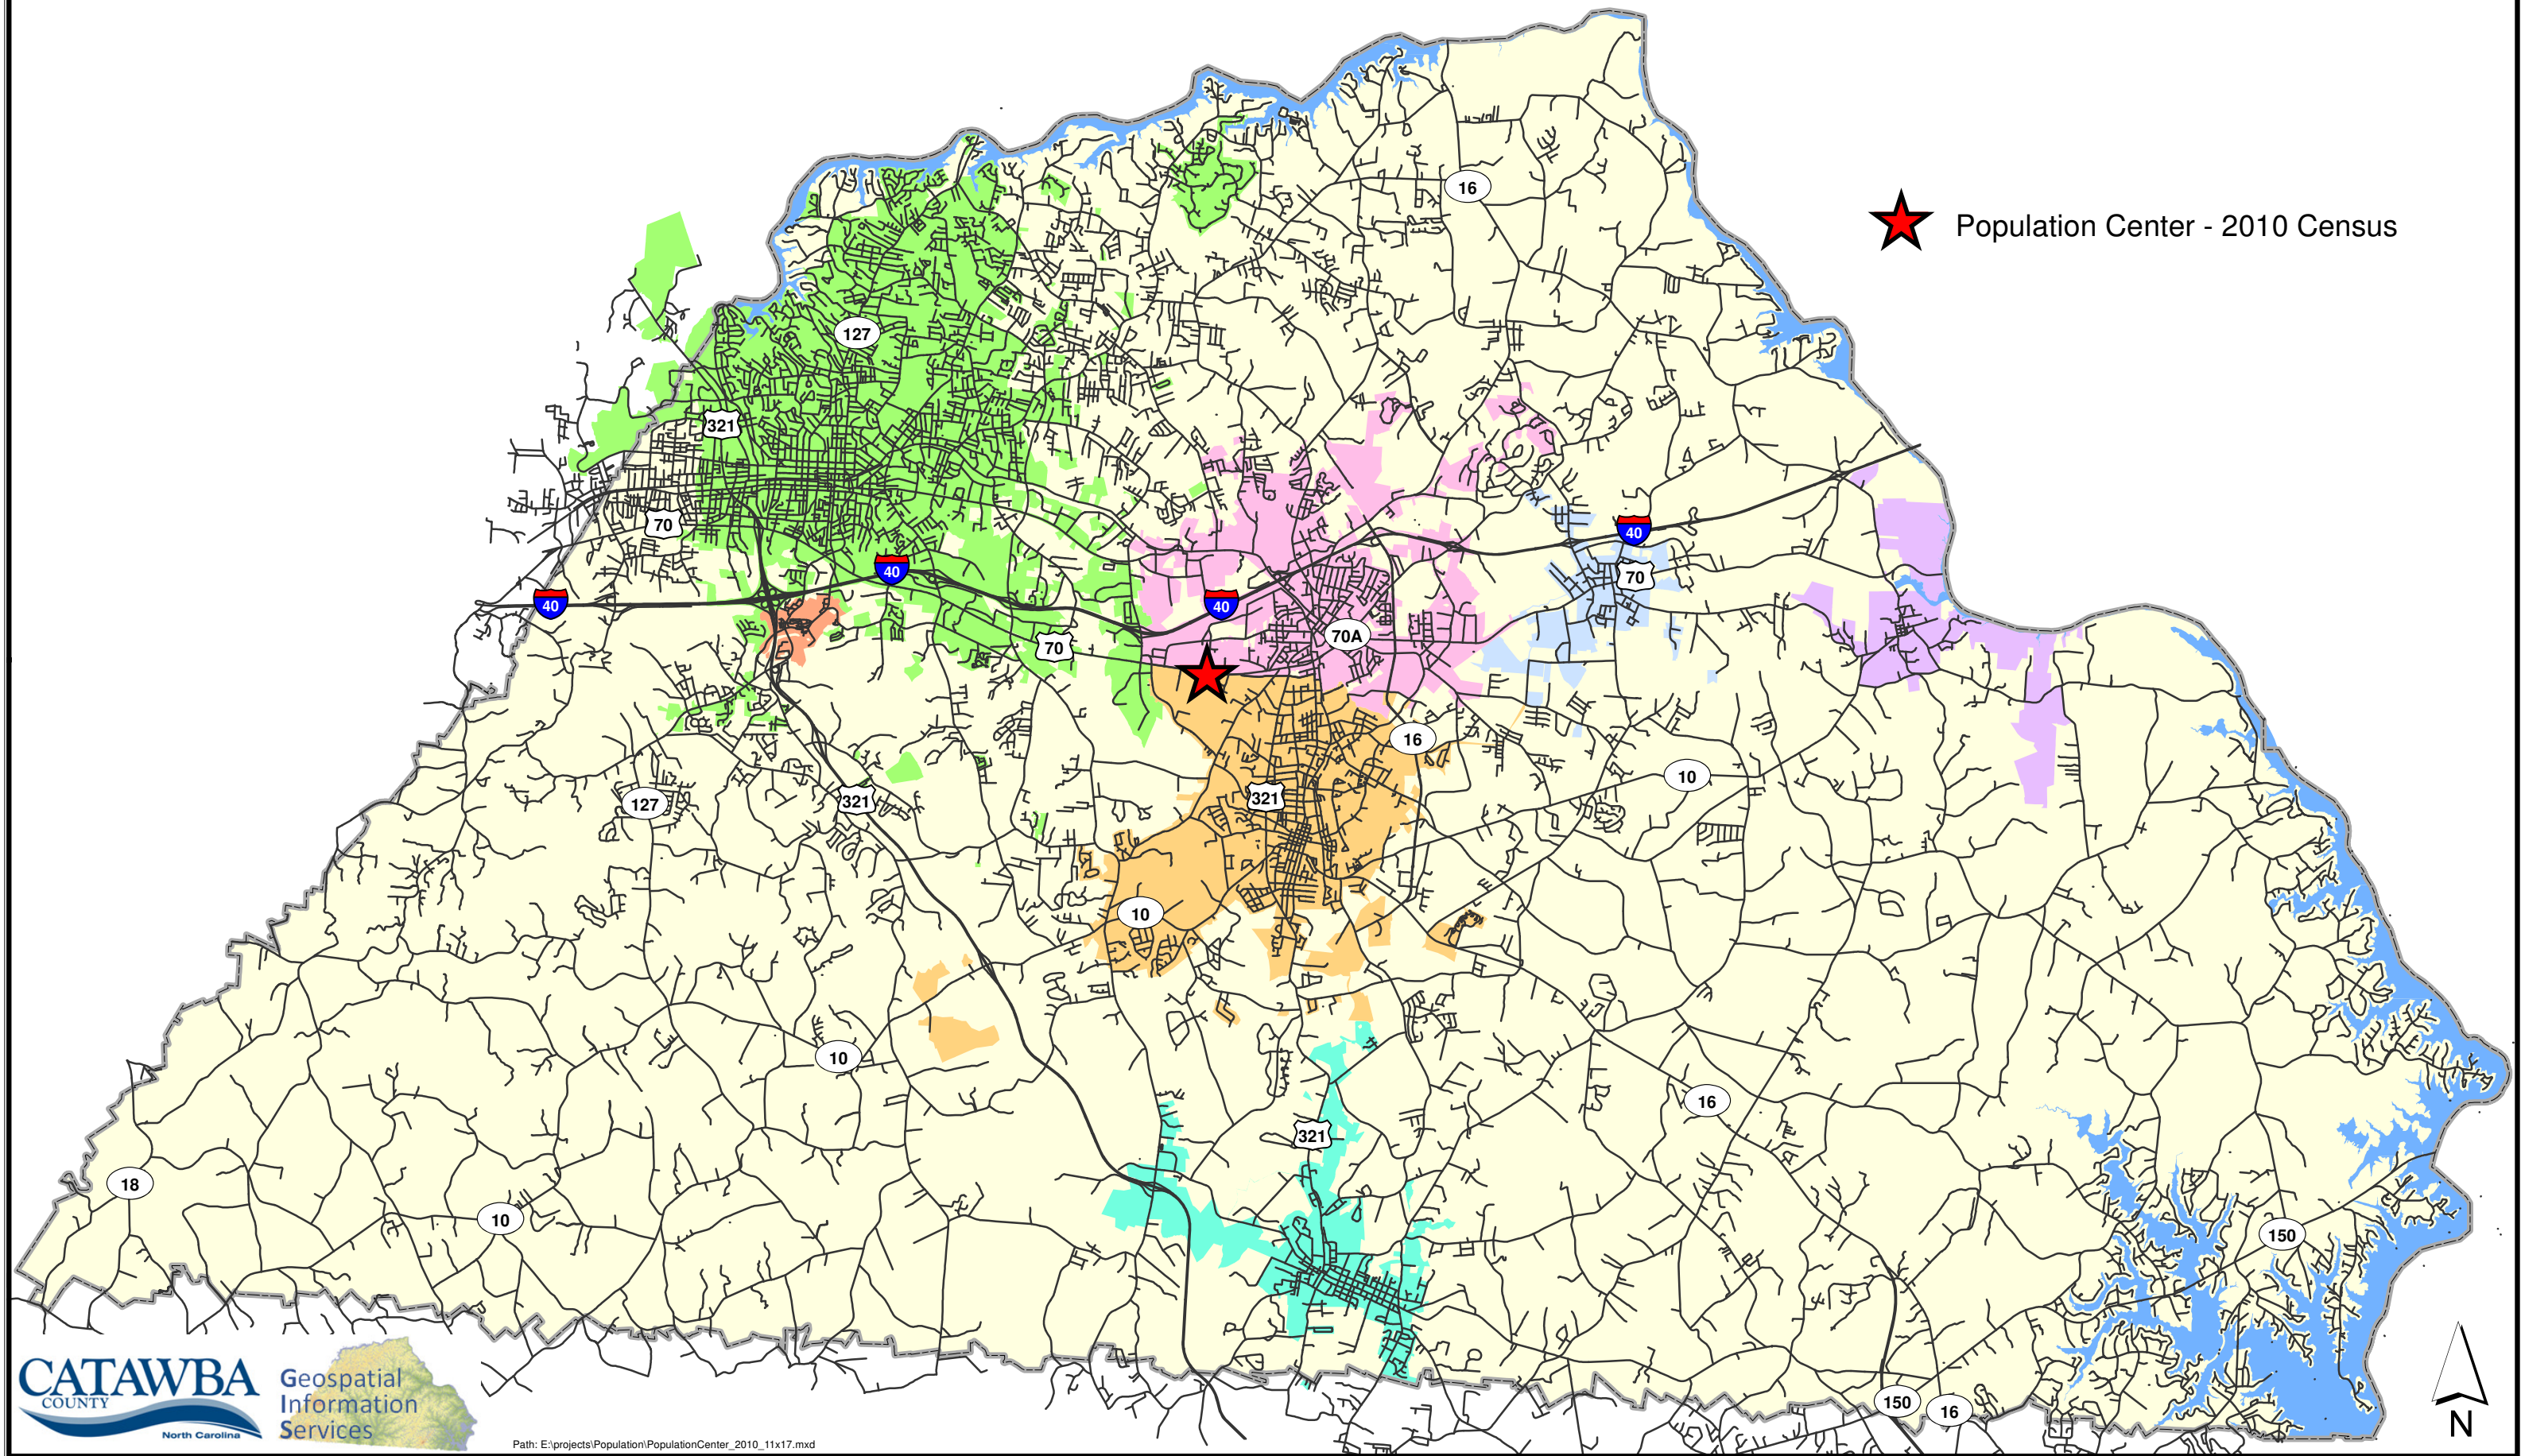 16
Population Center - 2010 Census
127
321
70
40
40
70
40
40
70A
70
16
10
127
321
321
10
10
16
321
18
10
150
150
16
CATAWBA
COUNTY
North Carolina
Geospatial
Information
Services
Path: E:\projects\Population\PopulationCenter_2010_11x17.mxd
N